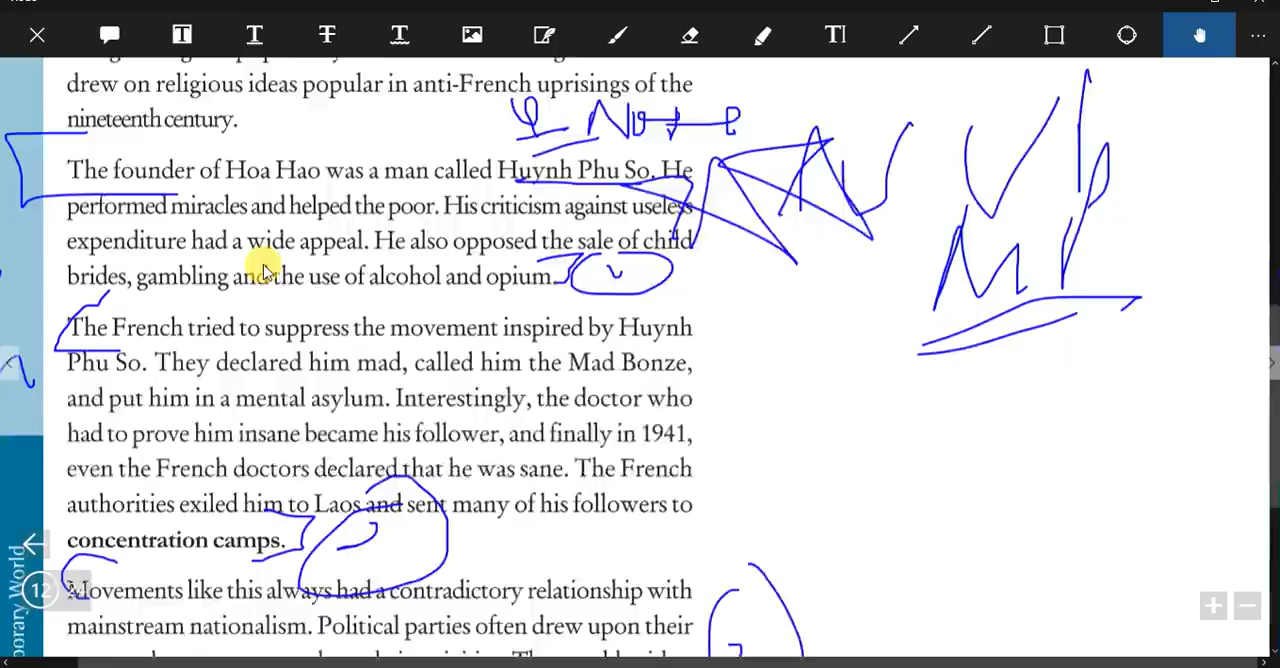 drew on religious ideas popular in anti-French uprisings of the
nineteenth century.
The founder of Hoa Hao was a man called Huynh Phu So. He
performed miracles and helped the poor. His criticism against useless
expenditure had a wide appeal. He also opposed the sale of child
brides, gambling and the use of alcohol and opium.
The French tried to suppress the movement inspired by Huynh
Phu So. They declared him mad, called him the Mad Bonze,
and put him in a mental asylum. Interestingly, the doctor who
had to prove him insane became his follower, and finally in 1941,
even the French doctors declared that he was sane. The French
authorities exiled him to Laos and sent many of his followers to
concentration camps.
12
Movements like this always had a contradictory relationship with
mainstream nationalism. Political parties often drew upon their
porary World